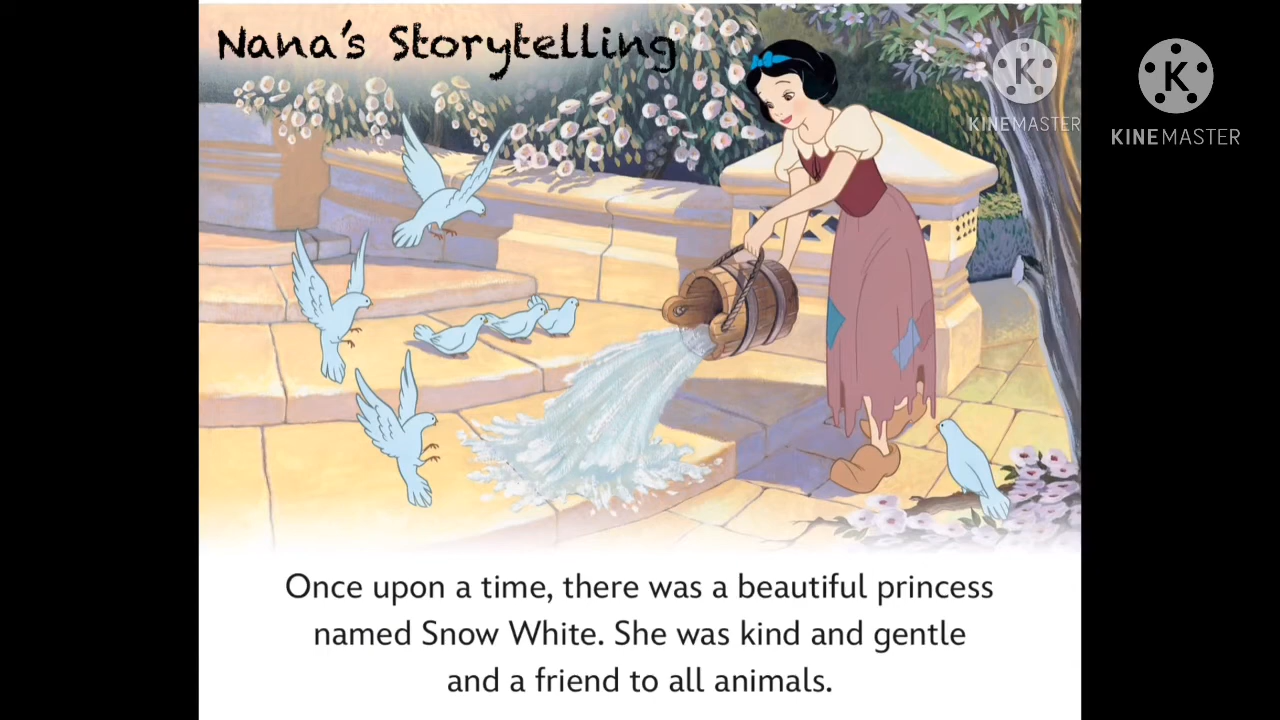 Nana's Storytelling
K
KINEMASTER
K
KINEMASTER
Once upon a time, there was a beautiful princess
named Snow White. She was kind and gentle
and a friend to all animals.